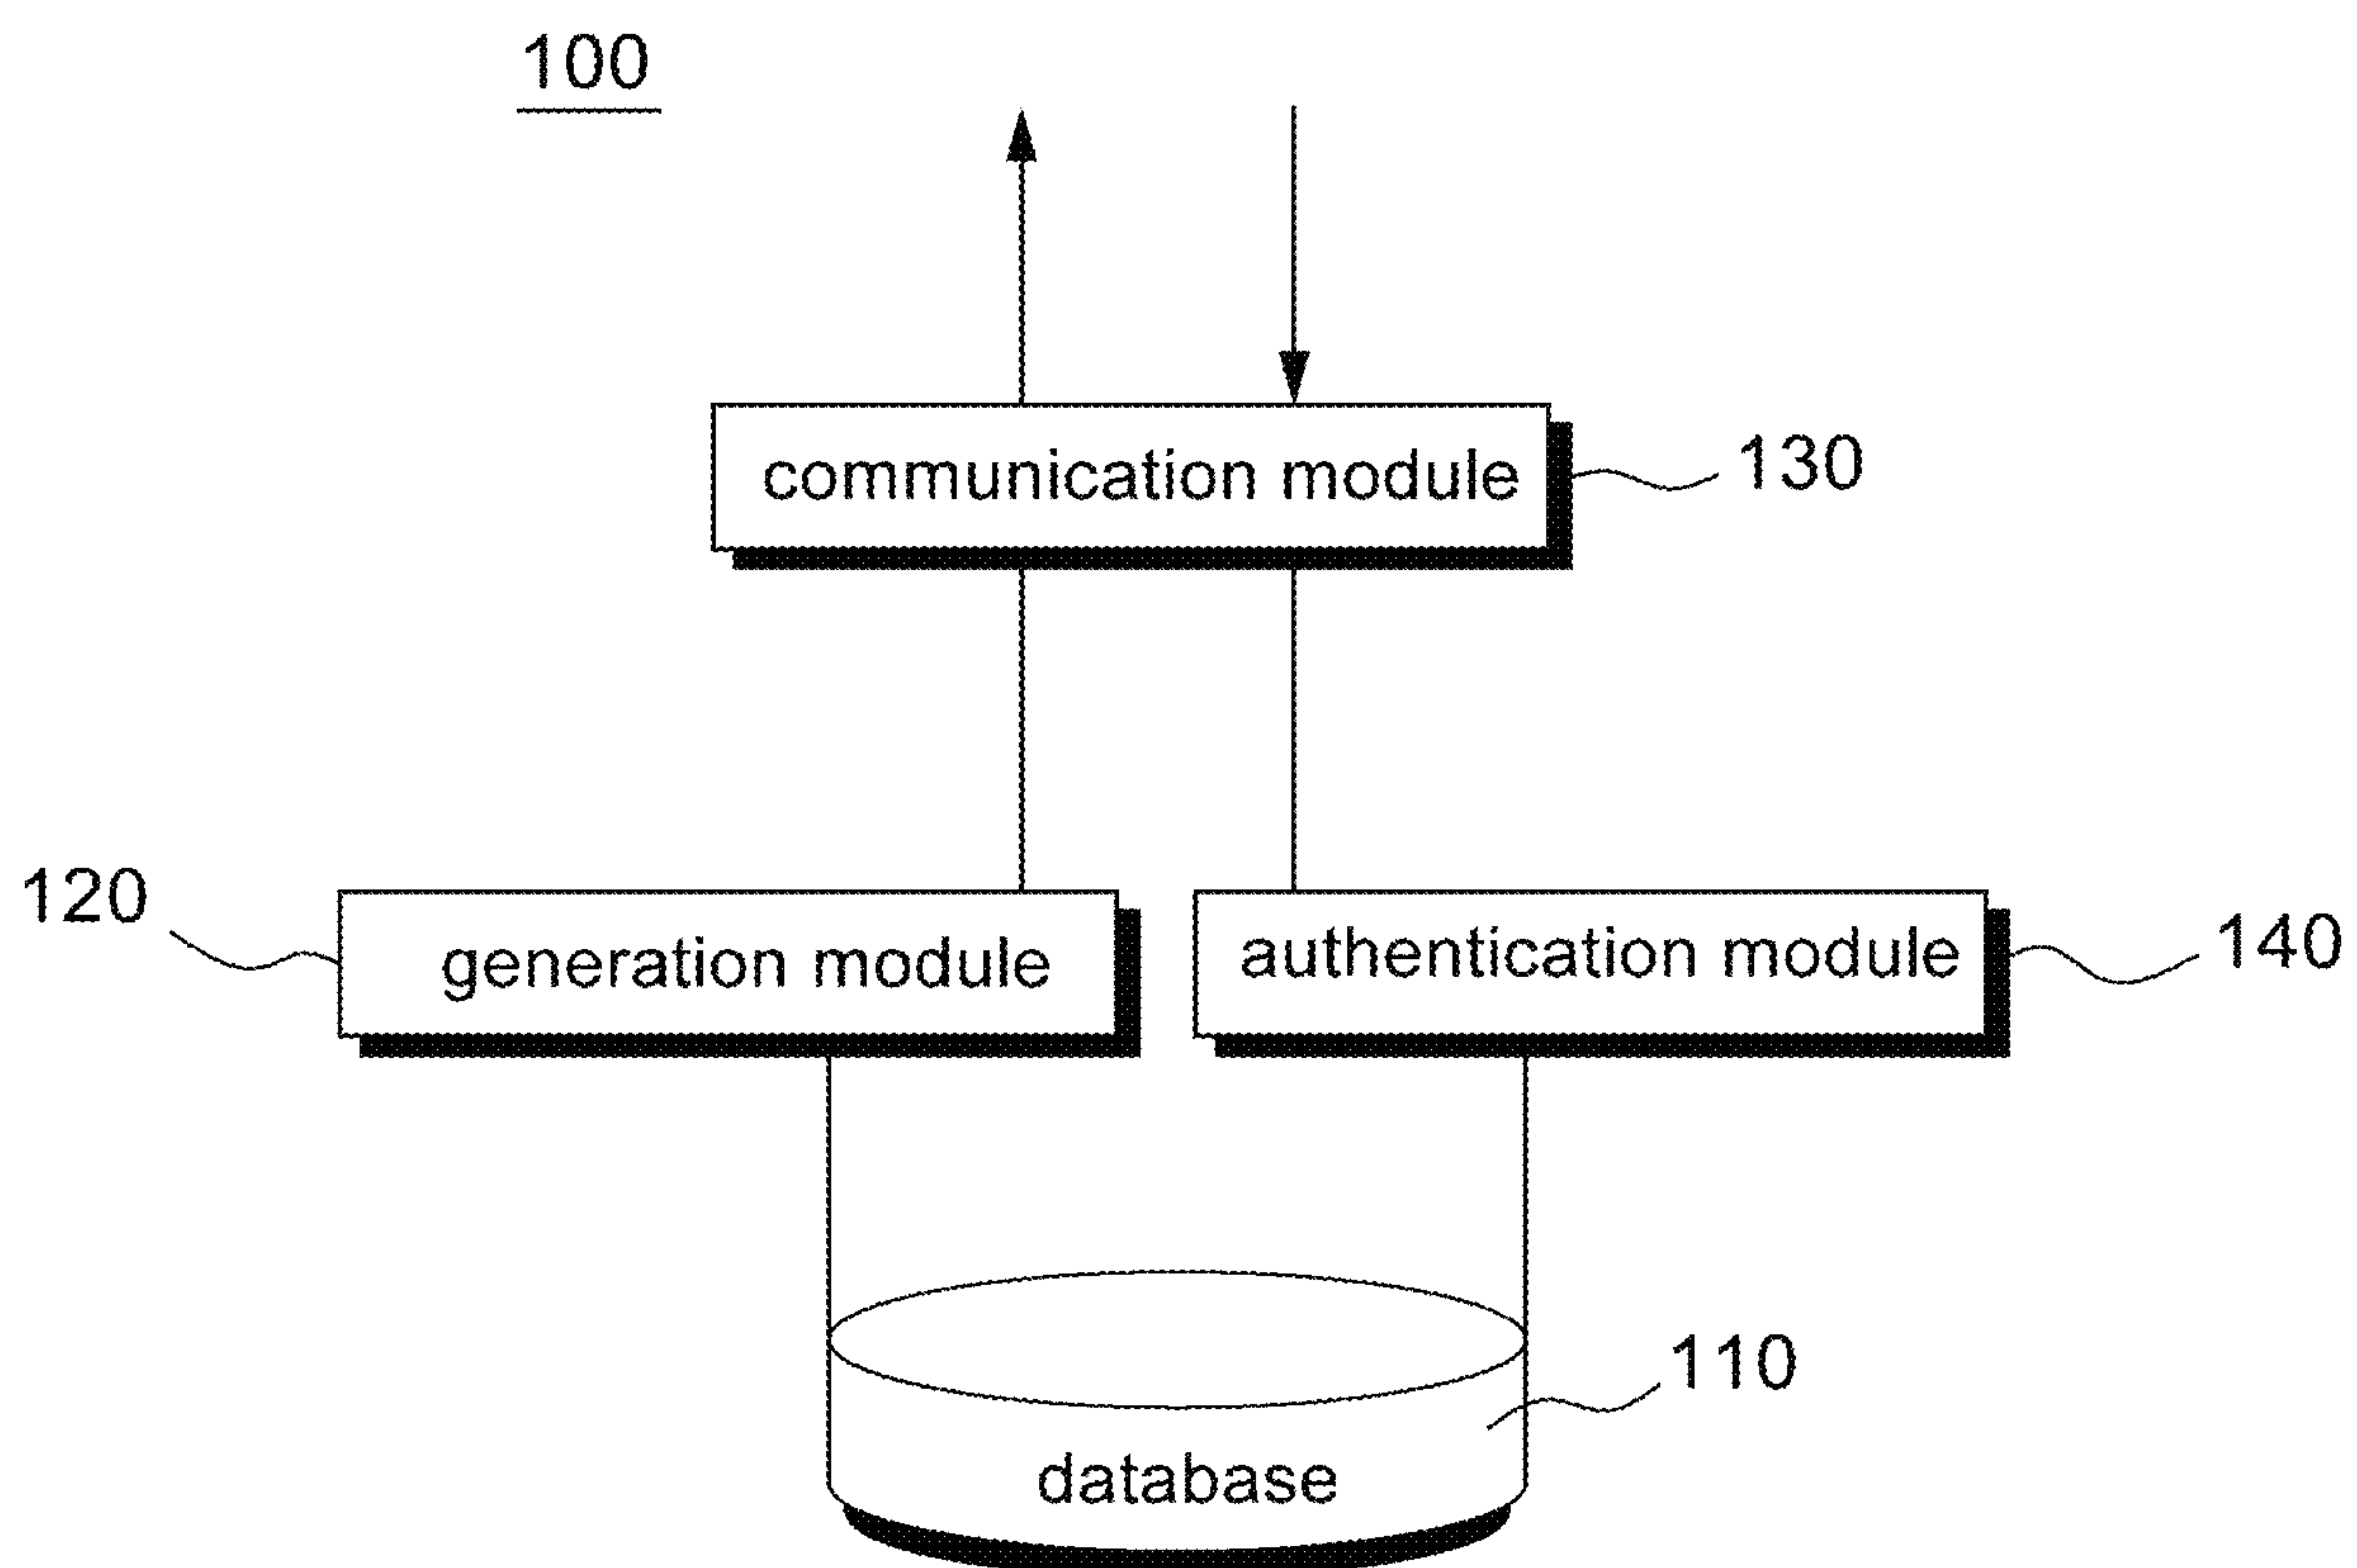 100
communication module
130
120
generation module
authentication module
140
110
database